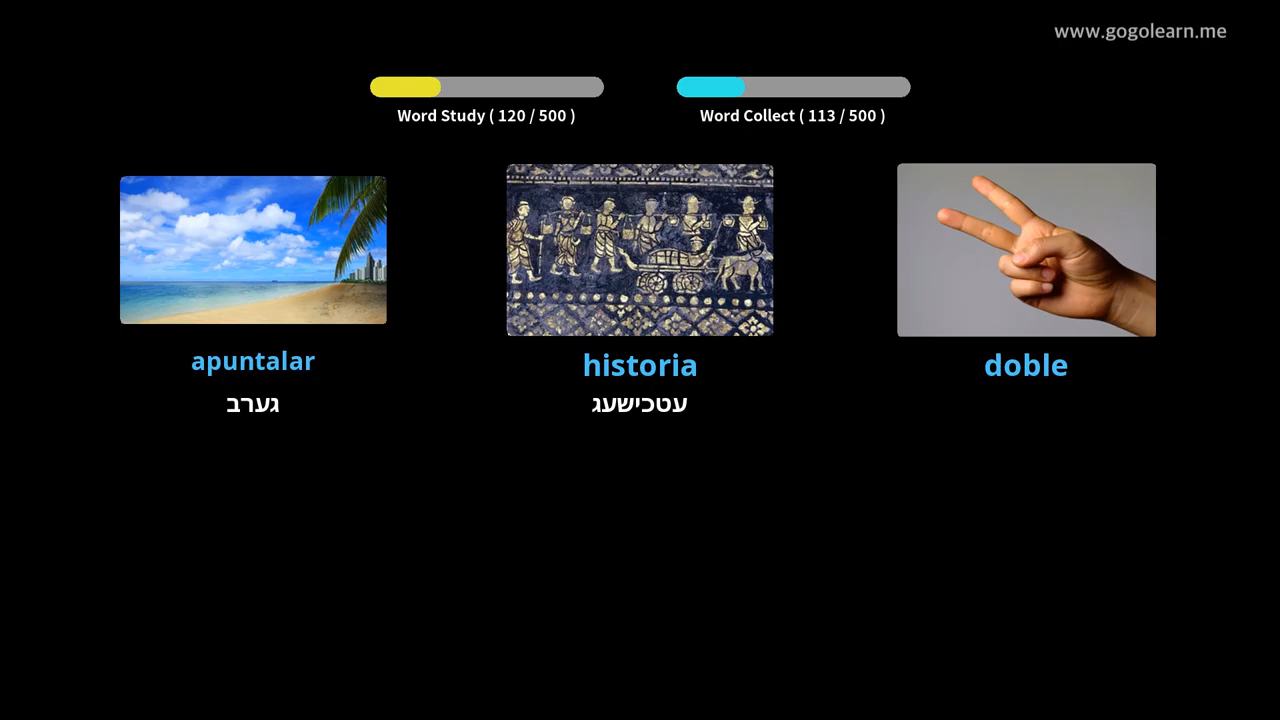 www.gogolearn.me
Word Study ( 120 / 500 )
Word Collect ( 113 / 500 )
apuntalar
historia
doble
גערב
עטכישעג